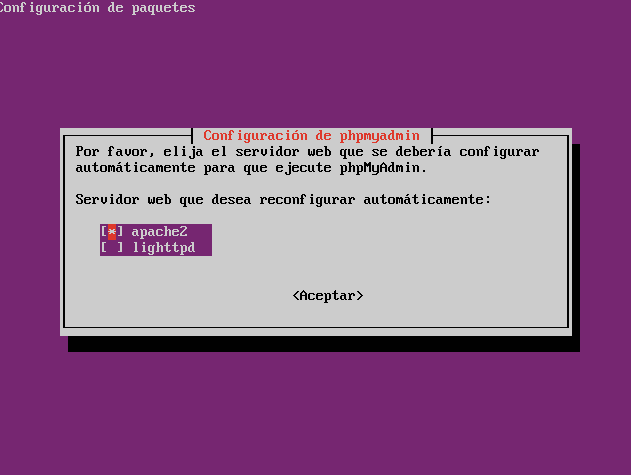 Configuración de paquetes
Configuración de phpmyadmin
Por favor, elija el servidor web que se debería configurar
automáticamente para que ejecute phpMyAdmin.
Servidor web que desea reconfigurar automáticamente:
[*] apache2
[ ] lighttpd
<Aceptar>